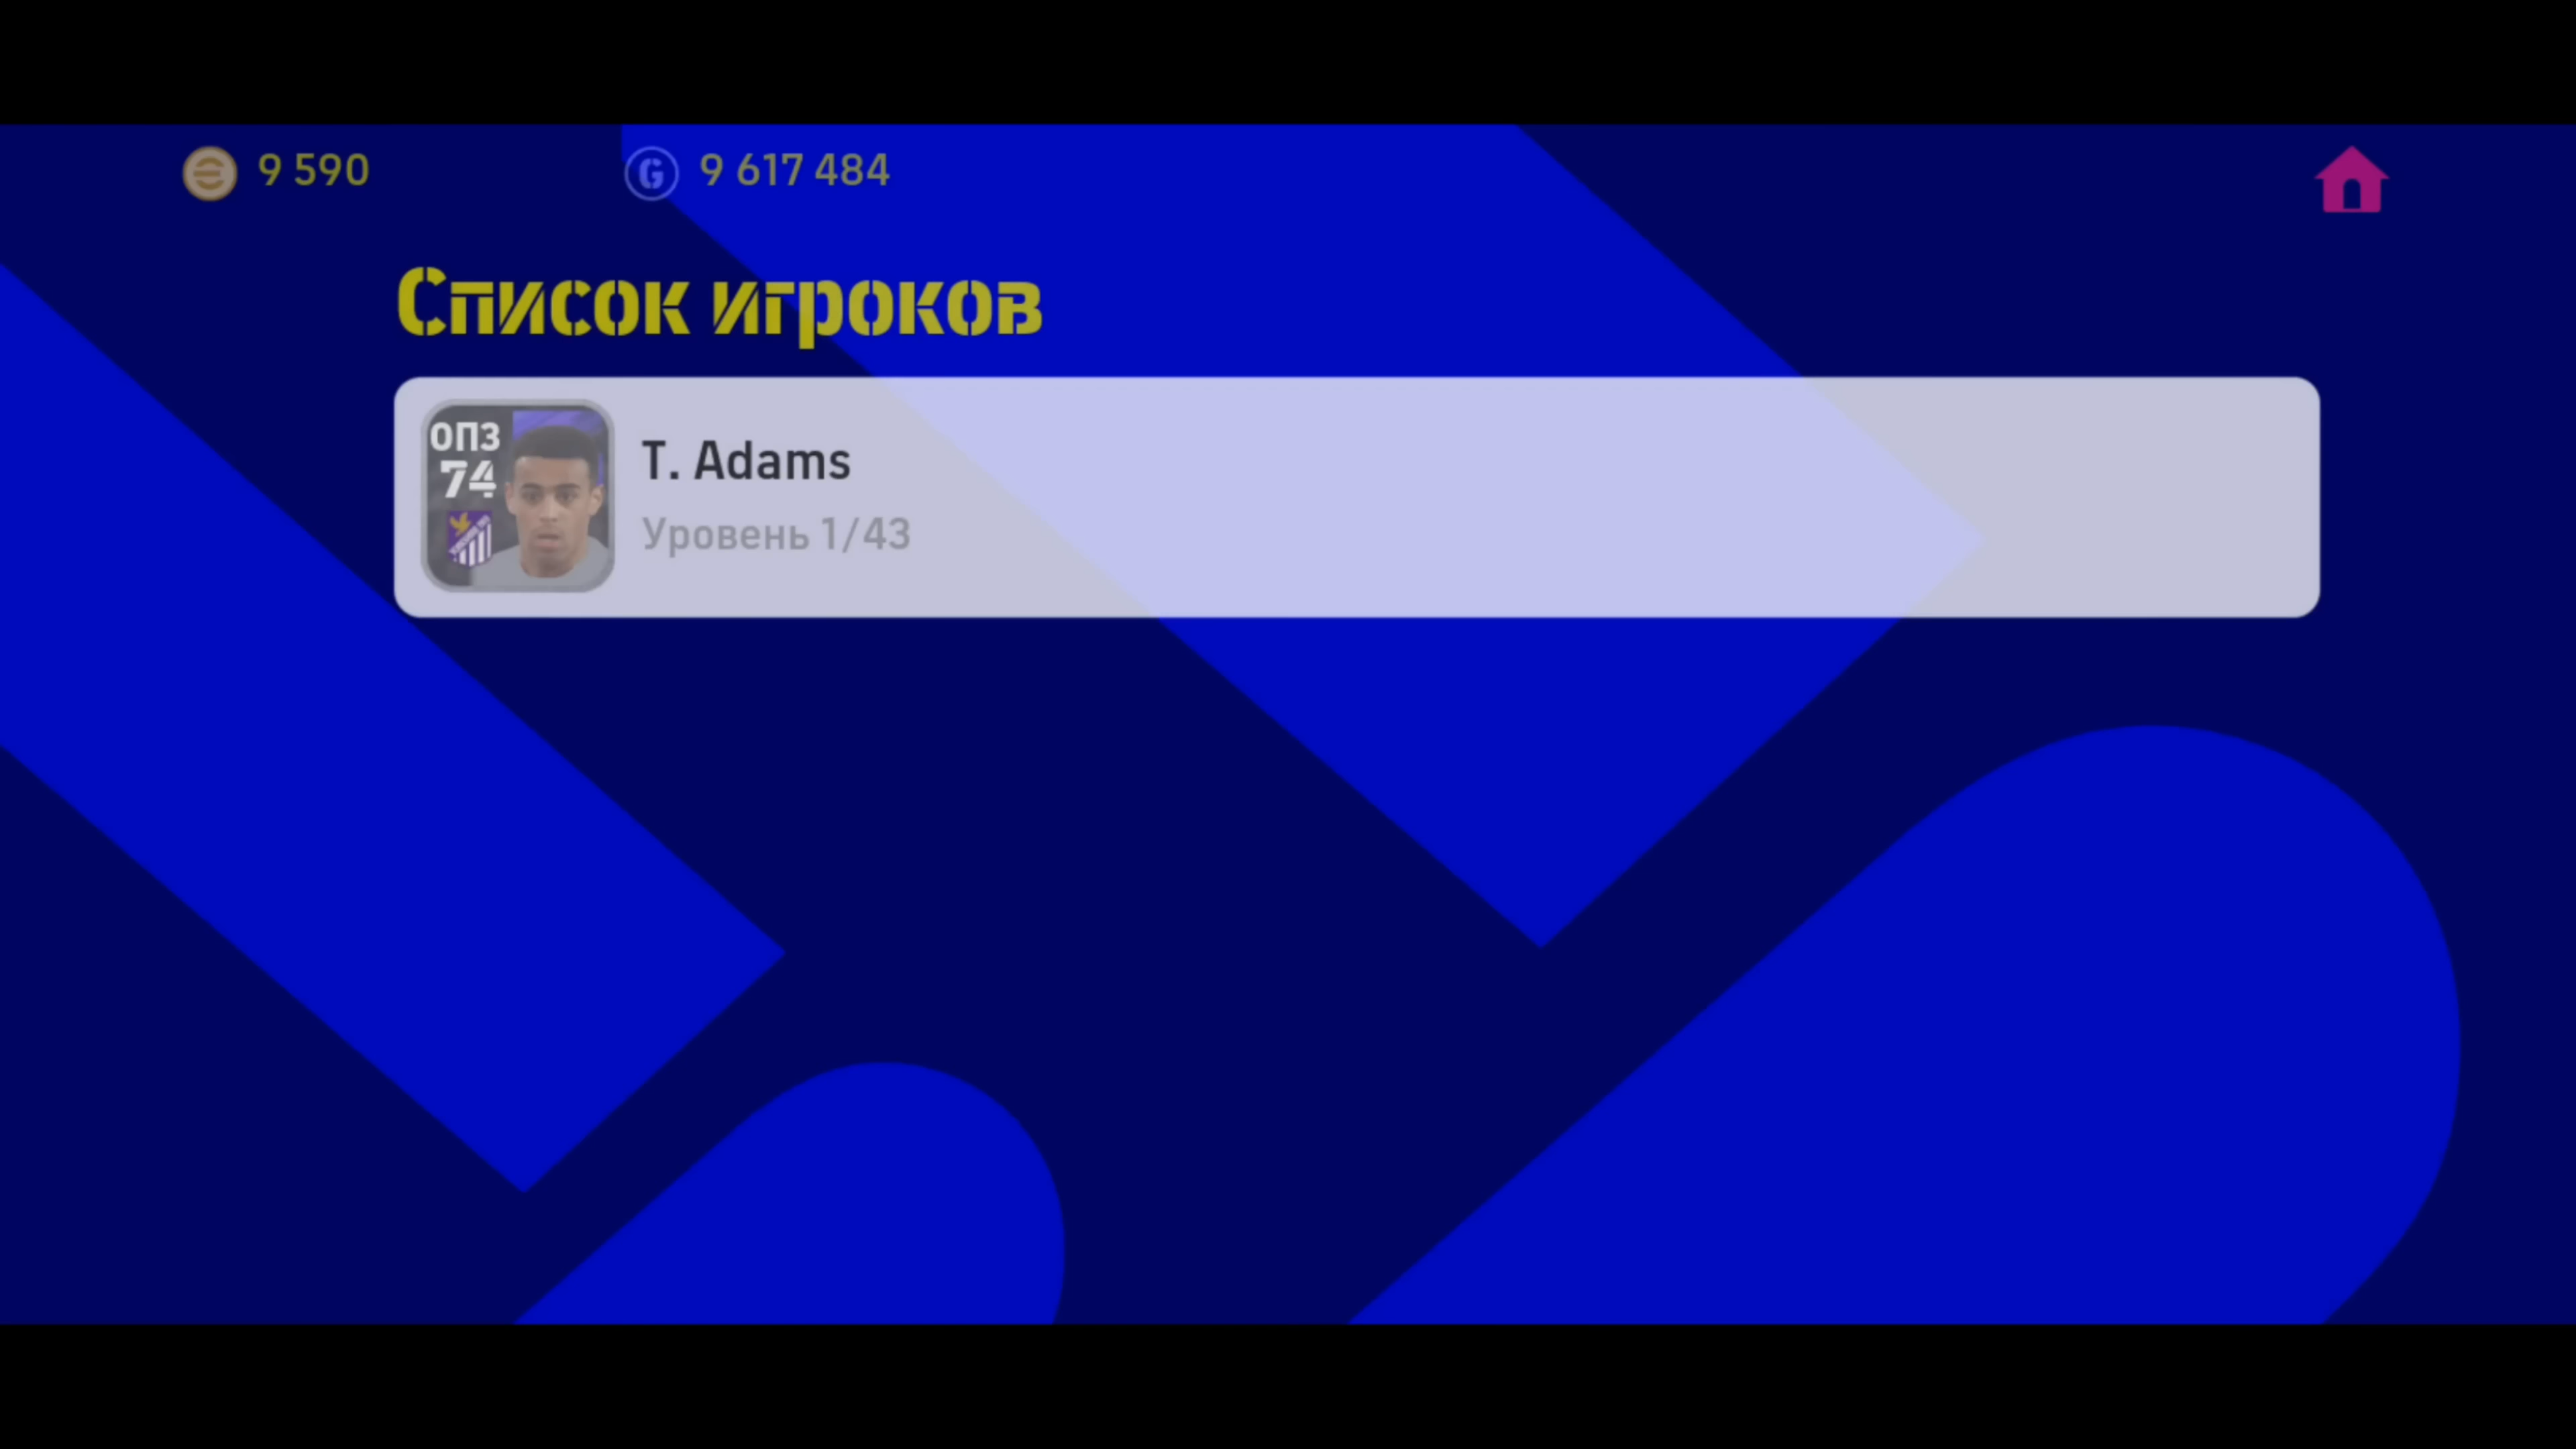 9 590
9 617 484
Список игроков
ОПЗ
74
T. Adams
Уровень 1/43